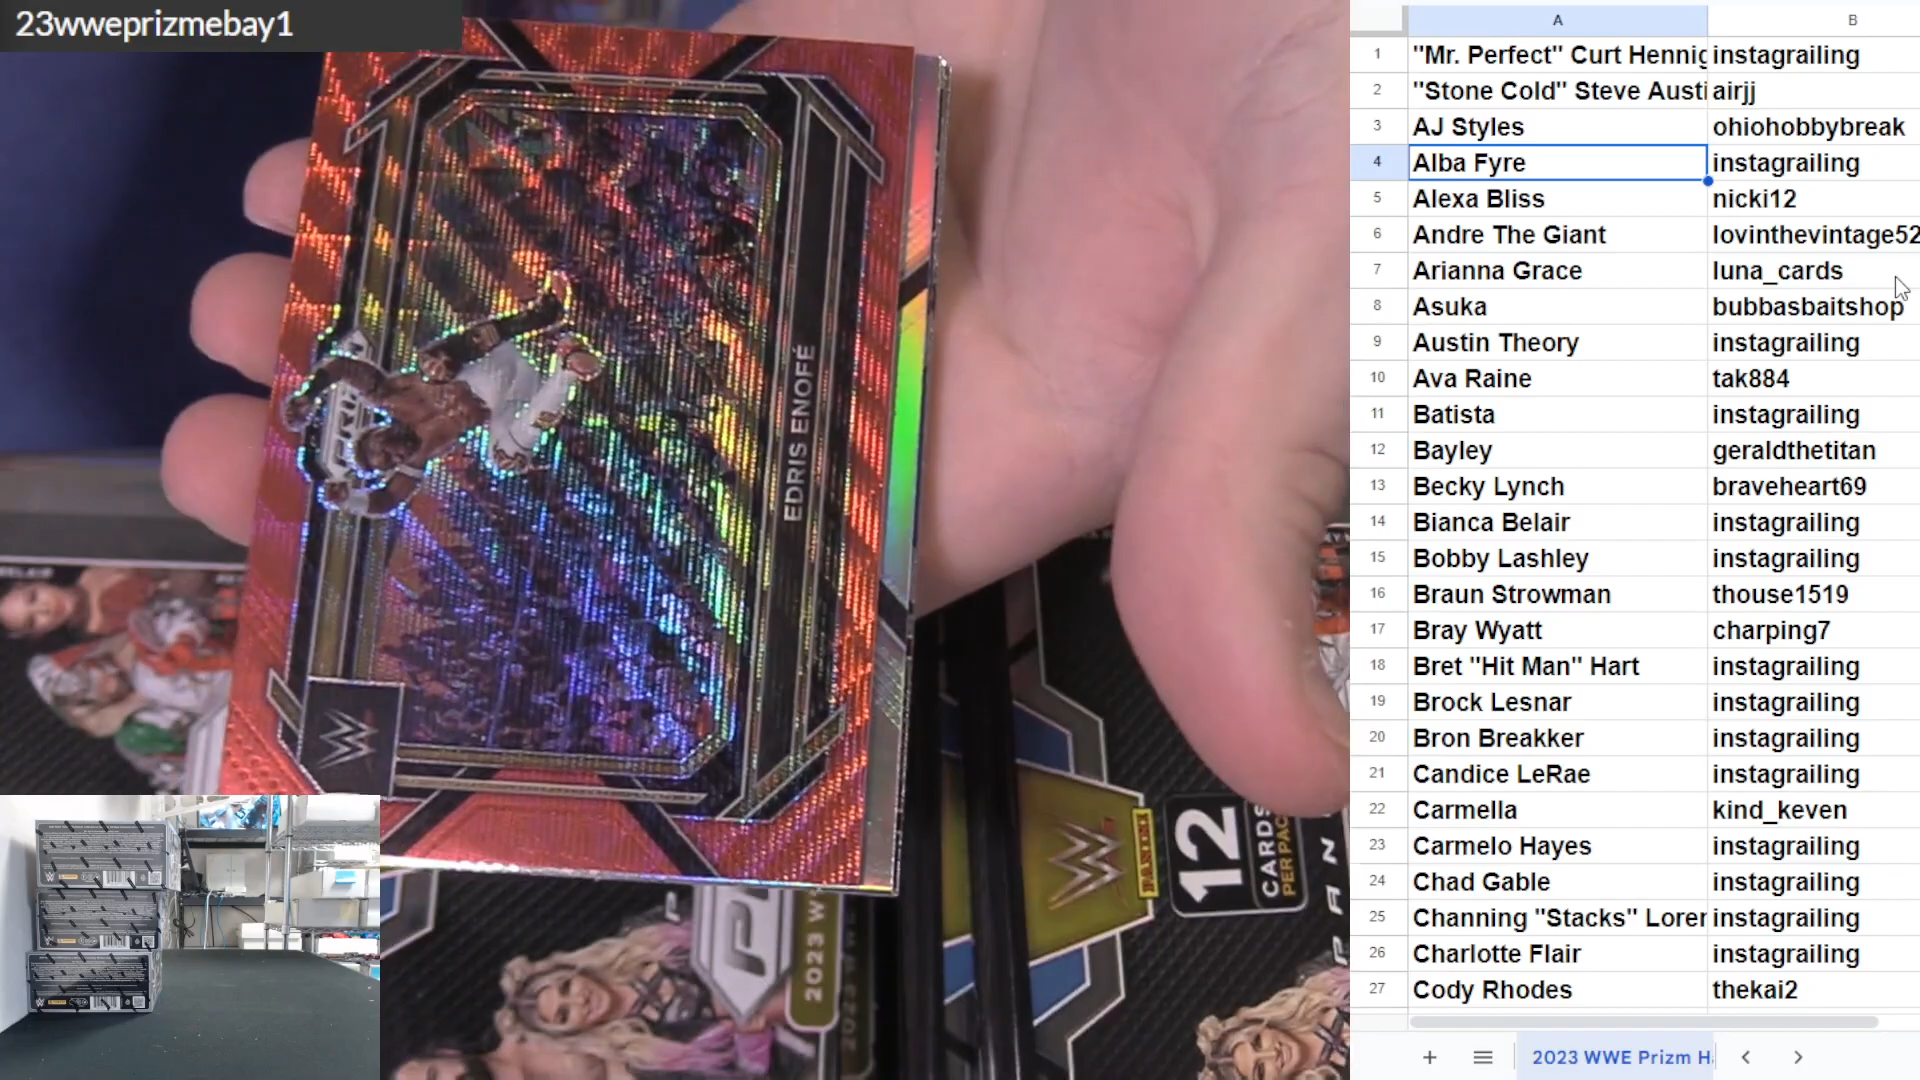 23wweprizmebay1
EDRIS ENOFÉ
PRIZM
W
12
CARDS
PER PAC
PANINI
P A N
2023 W
A B
1 "Mr. Perfect" Curt Hennig instagrailing
2 "Stone Cold" Steve Austi airjj
3 AJ Styles ohiohobbybreak
4 Alba Fyre instagrailing
5 Alexa Bliss nicki12
6 Andre The Giant lovinthevintage52
7 Arianna Grace luna_cards
8 Asuka bubbasbaitshop
9 Austin Theory instagrailing
10 Ava Raine tak884
11 Batista instagrailing
12 Bayley geraldthetitan
13 Becky Lynch braveheart69
14 Bianca Belair instagrailing
15 Bobby Lashley instagrailing
16 Braun Strowman thouse1519
17 Bray Wyatt charping7
18 Bret "Hit Man" Hart instagrailing
19 Brock Lesnar instagrailing
20 Bron Breakker instagrailing
21 Candice LeRae instagrailing
22 Carmella kind_keven
23 Carmelo Hayes instagrailing
24 Chad Gable instagrailing
25 Channing "Stacks" Loren instagrailing
26 Charlotte Flair instagrailing
27 Cody Rhodes thekai2
2023 WWE Prizm H